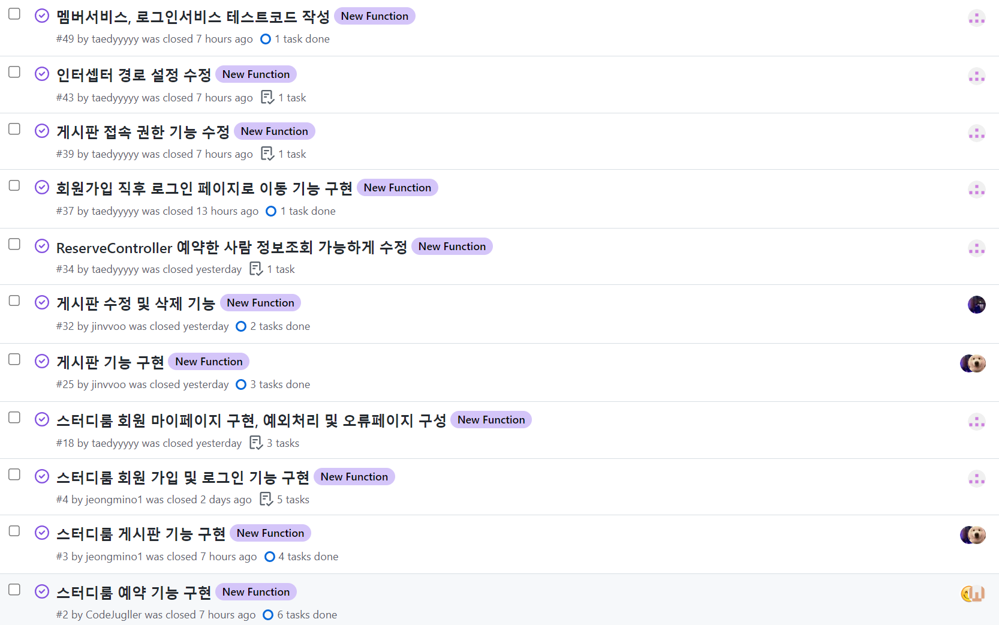 멤버서비스, 로그인서비스 테스트코드 작성 New Function
#49 by taedyyyyy was closed 7 hours ago 1 task done
인터셉터 경로 설정 수정 New Function
#43 by taedyyyyy was closed 7 hours ago 1 task
게시판 접속 권한 기능 수정 New Function
#39 by taedyyyyy was closed 7 hours ago 1 task
회원가입 직후 로그인 페이지로 이동 기능 구현 New Function
#37 by taedyyyyy was closed 13 hours ago 1 task done
ReserveController 예약한 사람 정보조회 가능하게 수정 New Function
#34 by taedyyyyy was closed yesterday 1 task
게시판 수정 및 삭제 기능 New Function
#32 by jinvvoo was closed yesterday 2 tasks done
게시판 기능 구현 New Function
#25 by jinvvoo was closed yesterday 3 tasks done
스터디룸 회원 마이페이지 구현, 예외처리 및 오류페이지 구성 New Function
#18 by taedyyyyy was closed yesterday 3 tasks
스터디룸 회원 가입 및 로그인 기능 구현 New Function
#4 by jeongmino1 was closed 2 days ago 5 tasks
스터디룸 게시판 기능 구현 New Function
#3 by jeongmino1 was closed 7 hours ago 4 tasks done
스터디룸 예약 기능 구현 New Function
#2 by CodeJugller was closed 7 hours ago 6 tasks done